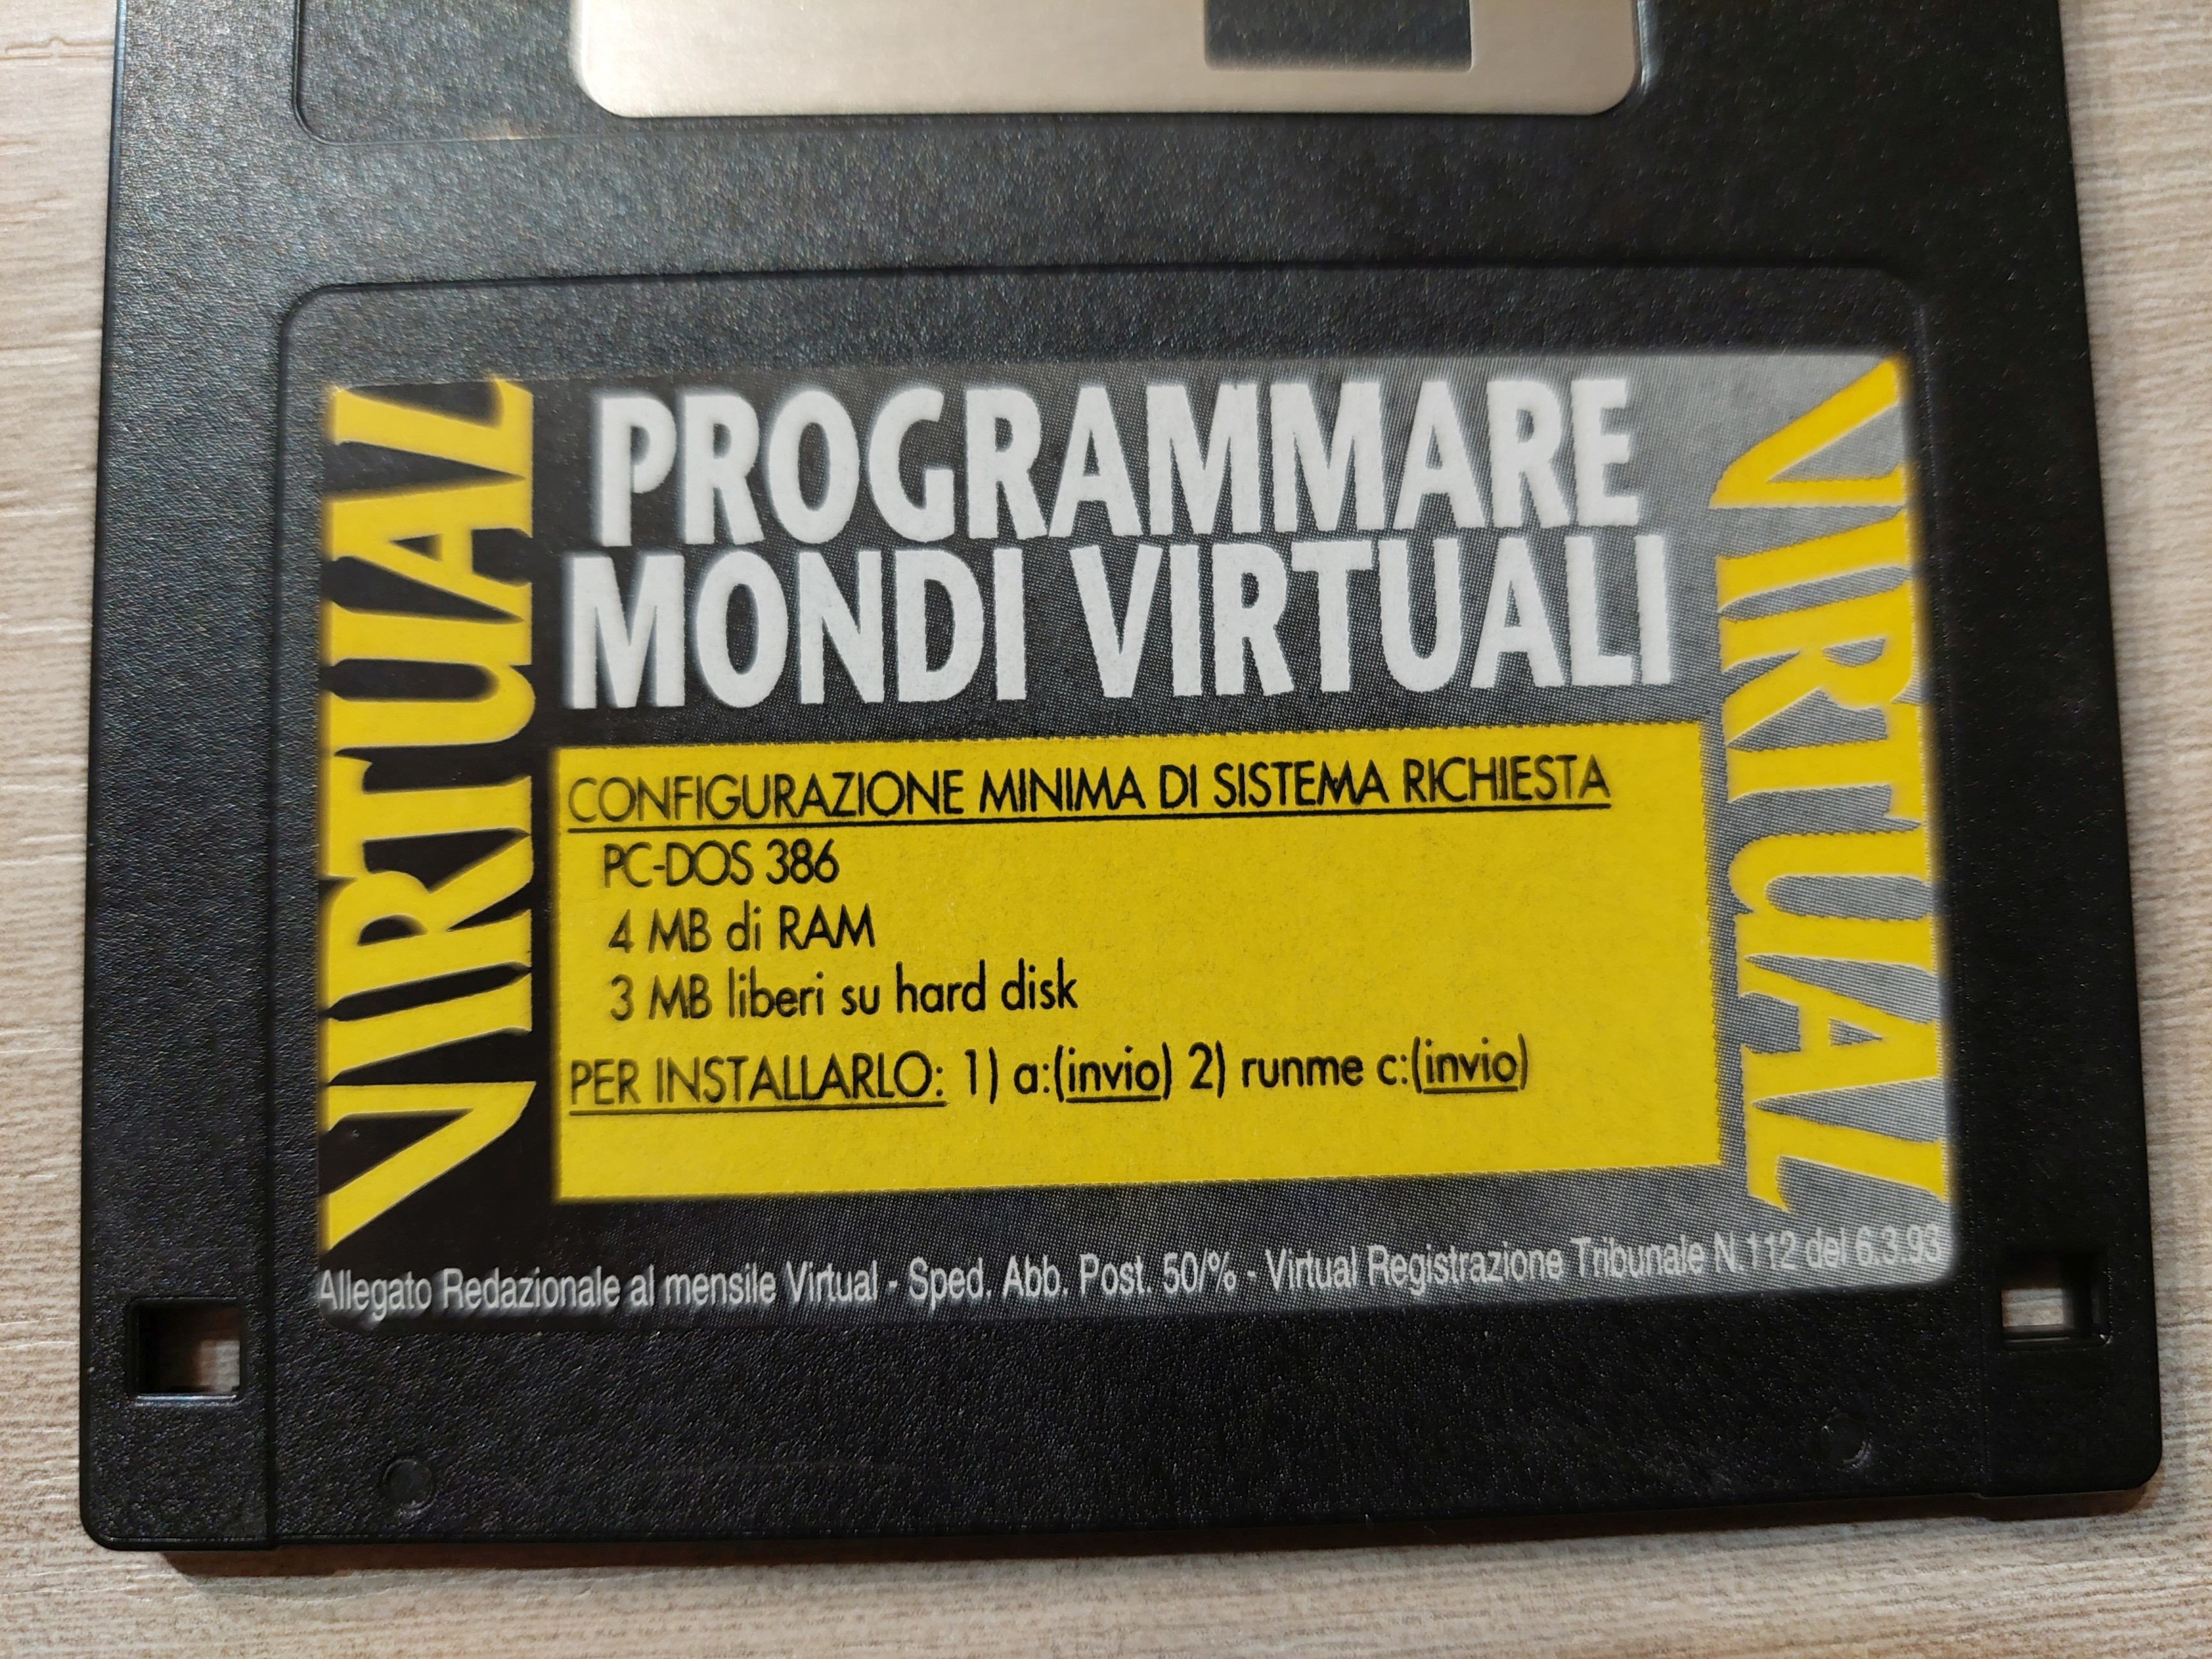 VIRTUAL
PROGRAMMARE
MONDI VIRTUALI
VIRTUAL
CONFIGURAZIONE MINIMA DI SISTEMA RICHIESTA
PC-DOS 386
4 MB di RAM
3 MB liberi su hard disk
PER INSTALLARLO: 1) a:(invio) 2) runme c:(invio)
Allegato Redazionale al mensile Virtual - Sped. Abb. Post. 50/% - Virtual Registrazione Tribunale N.112 del 6.3.93